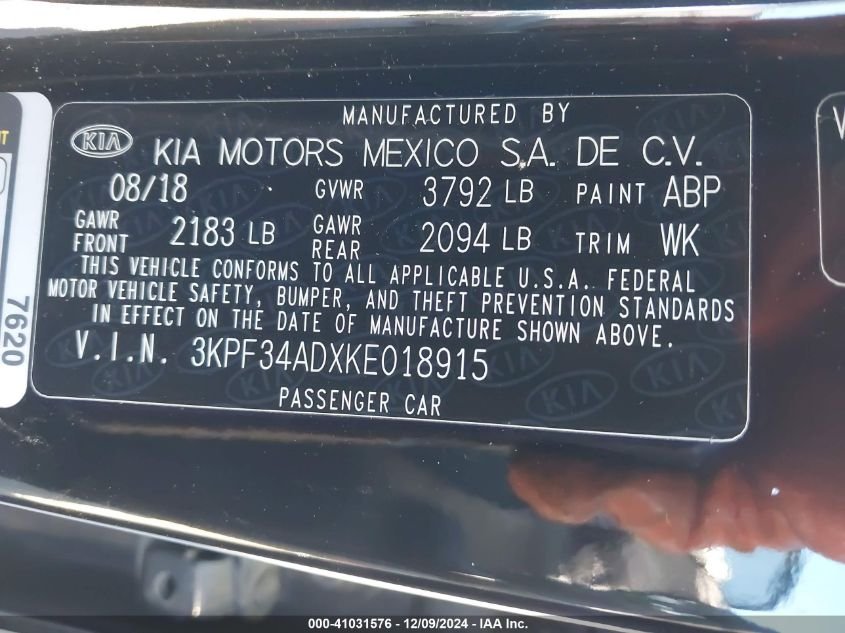 MANUFACTURED BY
KIA KIA MOTORS MEXICO S.A. DE C.V.
08/18 GVWR 3792 LB PAINT ABP
GAWR FRONT 2183 LB GAWR REAR 2094 LB TRIM WK
THIS VEHICLE CONFORMS TO ALL APPLICABLE U.S.A. FEDERAL
MOTOR VEHICLE SAFETY, BUMPER, AND THEFT PREVENTION STANDARDS
IN EFFECT ON THE DATE OF MANUFACTURE SHOWN ABOVE.
V.I.N. 3KPF34ADXKE018915
PASSENGER CAR
7620
000-41031576 - 12/09/2024 - IAA Inc.